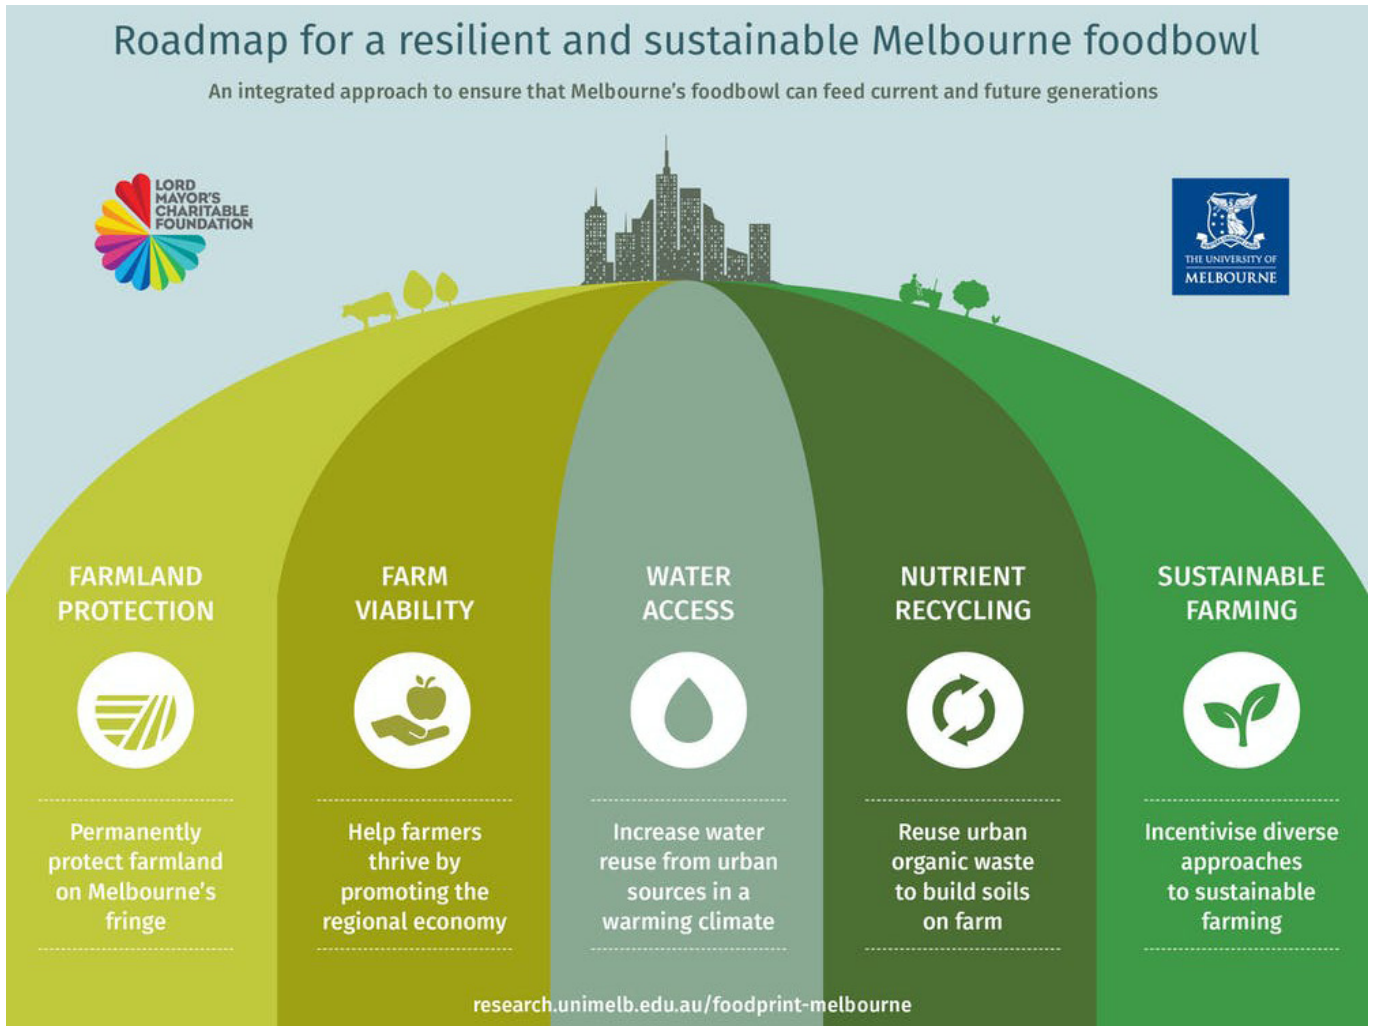 Roadmap for a resilient and sustainable Melbourne foodbowl
An integrated approach to ensure that Melbourne's foodbowl can feed current and future generations
LORD
MAYOR'S
CHARITABLE
FOUNDATION
THE UNIVERSITY OF
MELBOURNE
FARMLAND
PROTECTION
Permanently
protect farmland
on Melbourne's
fringe
FARM
VIABILITY
Help farmers
thrive by
promoting the
regional economy
WATER
ACCESS
Increase water
reuse from urban
sources in a
warming climate
NUTRIENT
RECYCLING
Reuse urban
organic waste
to build soils
on farm
SUSTAINABLE
FARMING
Incentivise diverse
approaches
to sustainable
farming
research.unimelb.edu.au/foodprint-melbourne